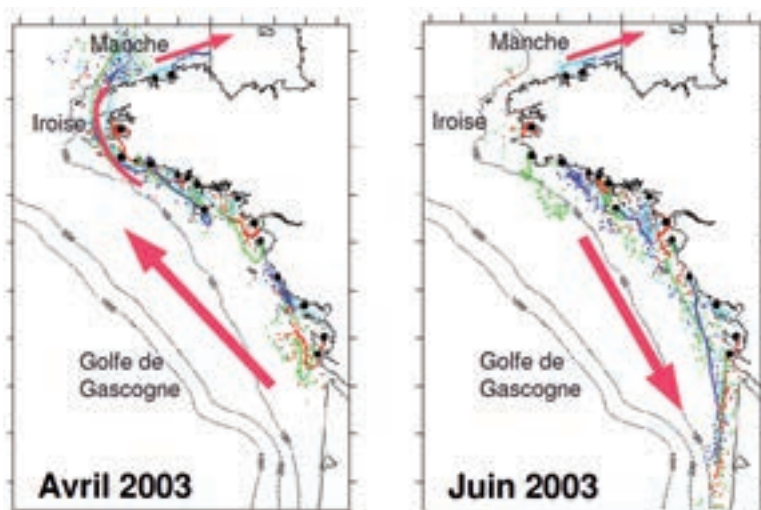 Manche
Iroise
Golfe de
Gascogne
Avril 2003
Manche
Iroise
Golfe de
Gascogne
Juin 2003